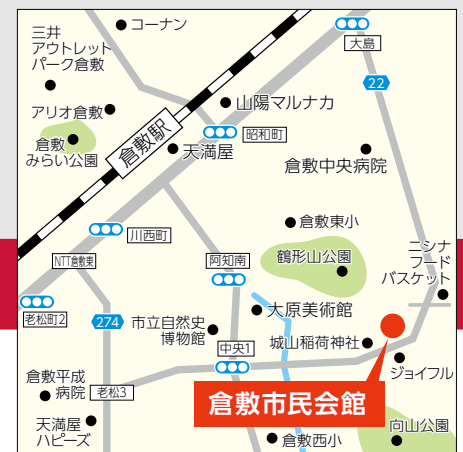 コーナン
三井
アウトレット
パーク倉敷
大島
22
アリオ倉敷
山陽マルナカ
倉敷
みらい公園
倉敷駅
昭和町
天満屋
倉敷中央病院
倉敷東小
川西町
NTT倉敷東
阿知南
鶴形山公園
ニシナ
フード
バスケット
老松町2
274
市立自然史
博物館
大原美術館
中央1
城山稲荷神社
ジョイフル
倉敷平成
病院
老松3
倉敷市民会館
天満屋
ハピーズ
倉敷西小
向山公園